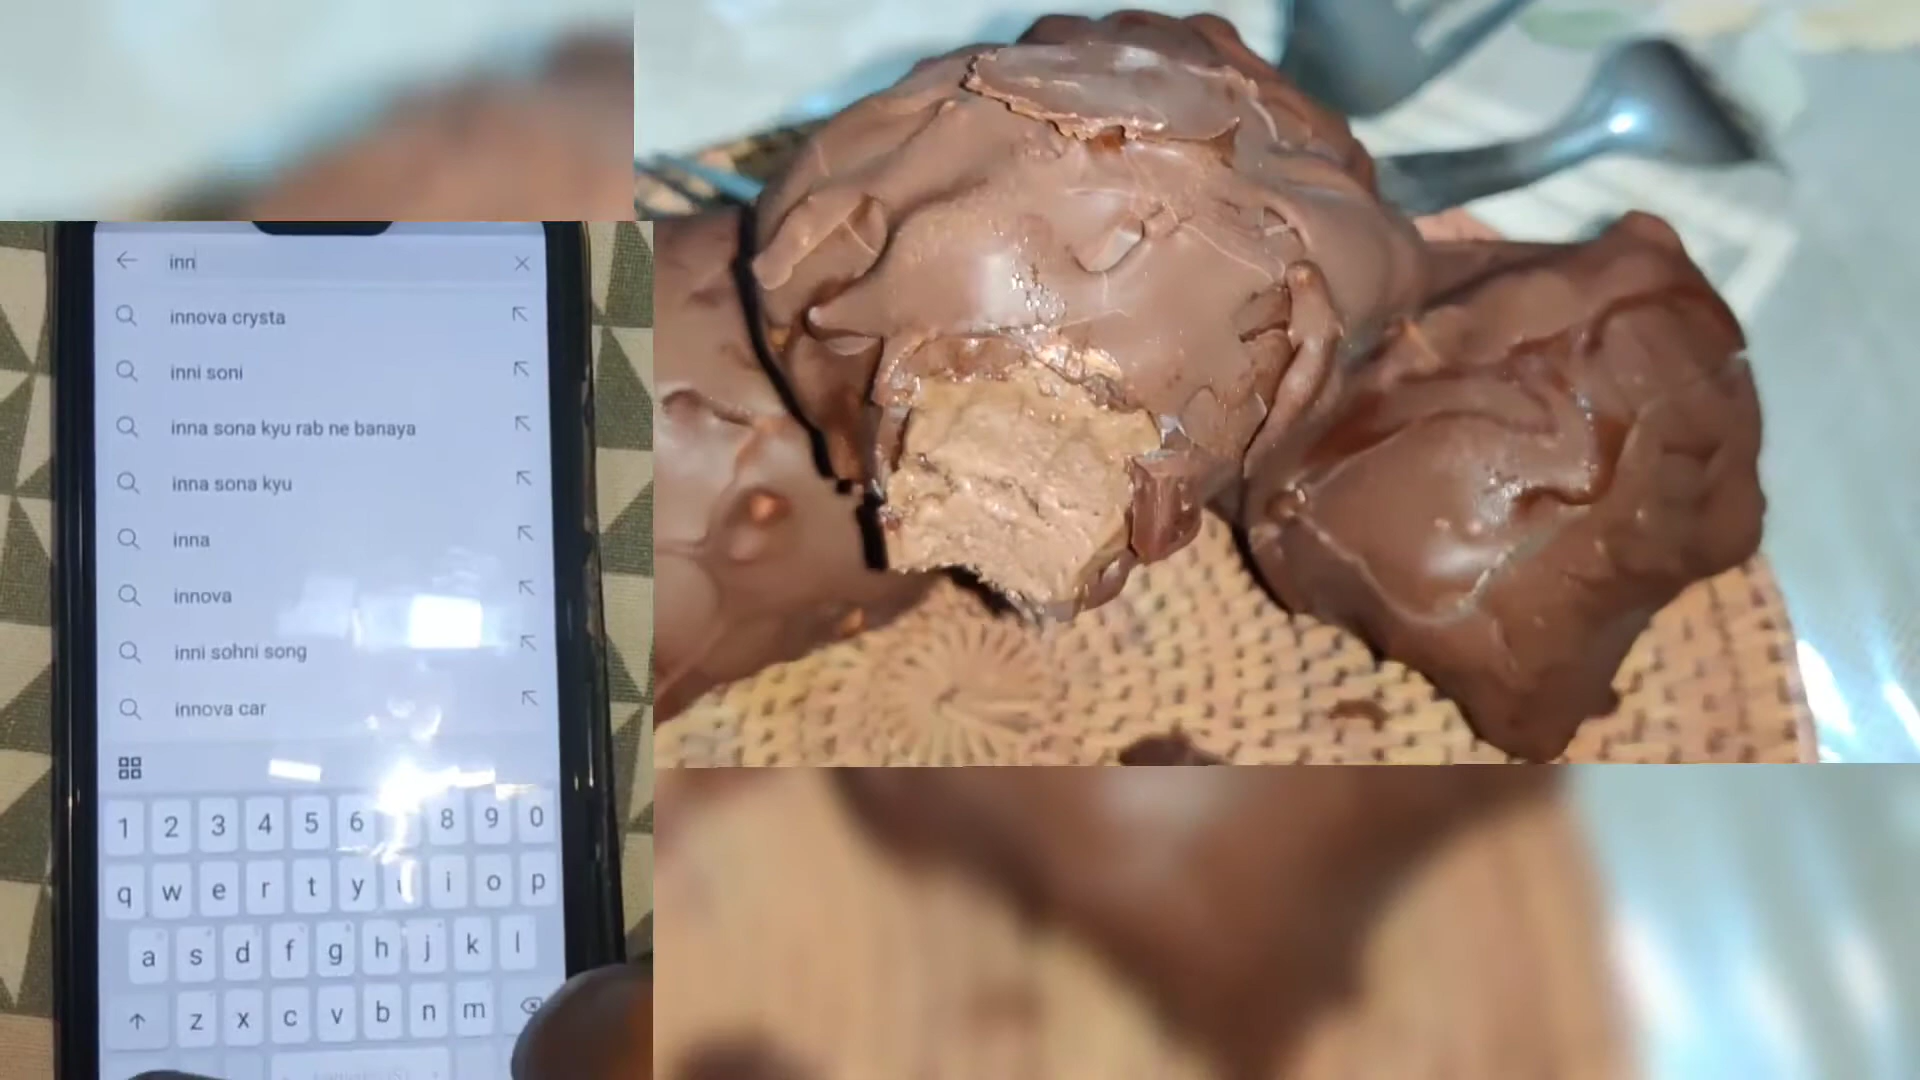 inn
innova crysta
inni soni
inna sona kyu rab ne banaya
inna sona kyu
inna
innova
inni sohni song
innova car
1 2 3 4 5 6 8 9 0
q w e r t y u i o p
a s d f g h j k l
z x c v b n m